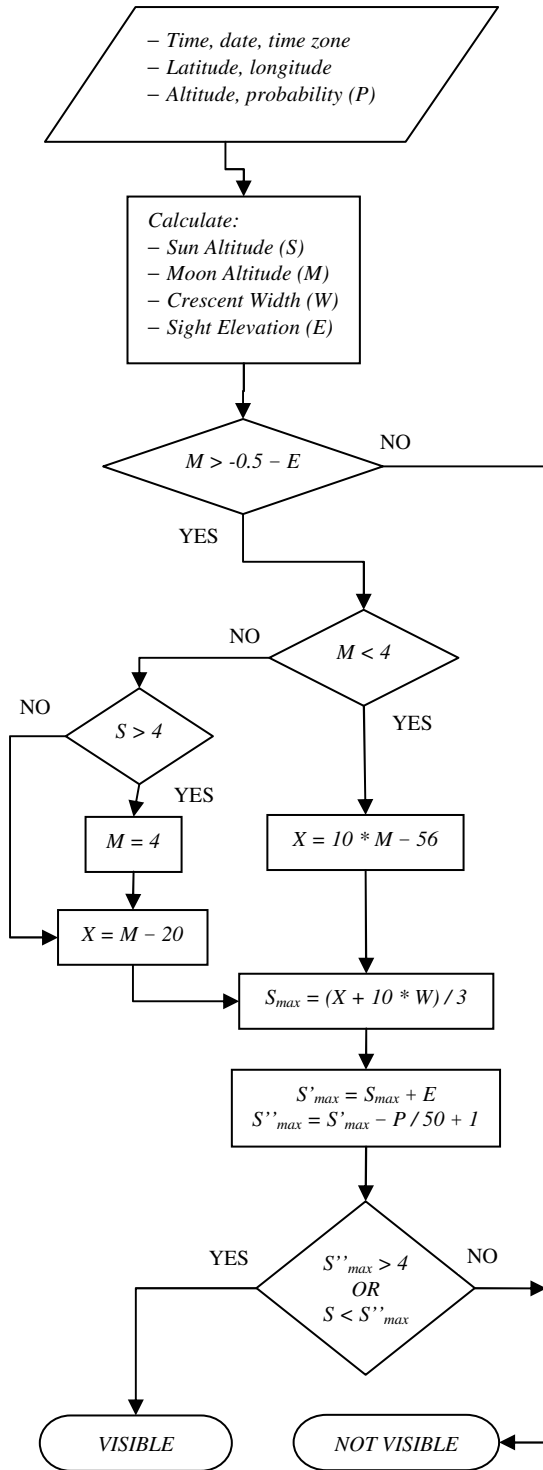 – Time, date, time zone
– Latitude, longitude
– Altitude, probability (P)
Calculate:
– Sun Altitude (S)
– Moon Altitude (M)
– Crescent Width (W)
– Sight Elevation (E)
M > -0.5 – E
NO
YES
M < 4
NO
YES
S > 4
NO
YES
M = 4
X = 10 * M – 56
X = M – 20
Smax = (X + 10 * W) / 3
S’max = Smax + E
S’’max = S’max – P / 50 + 1
YES
S’’max > 4
OR
S < S’’max
NO
VISIBLE
NOT VISIBLE